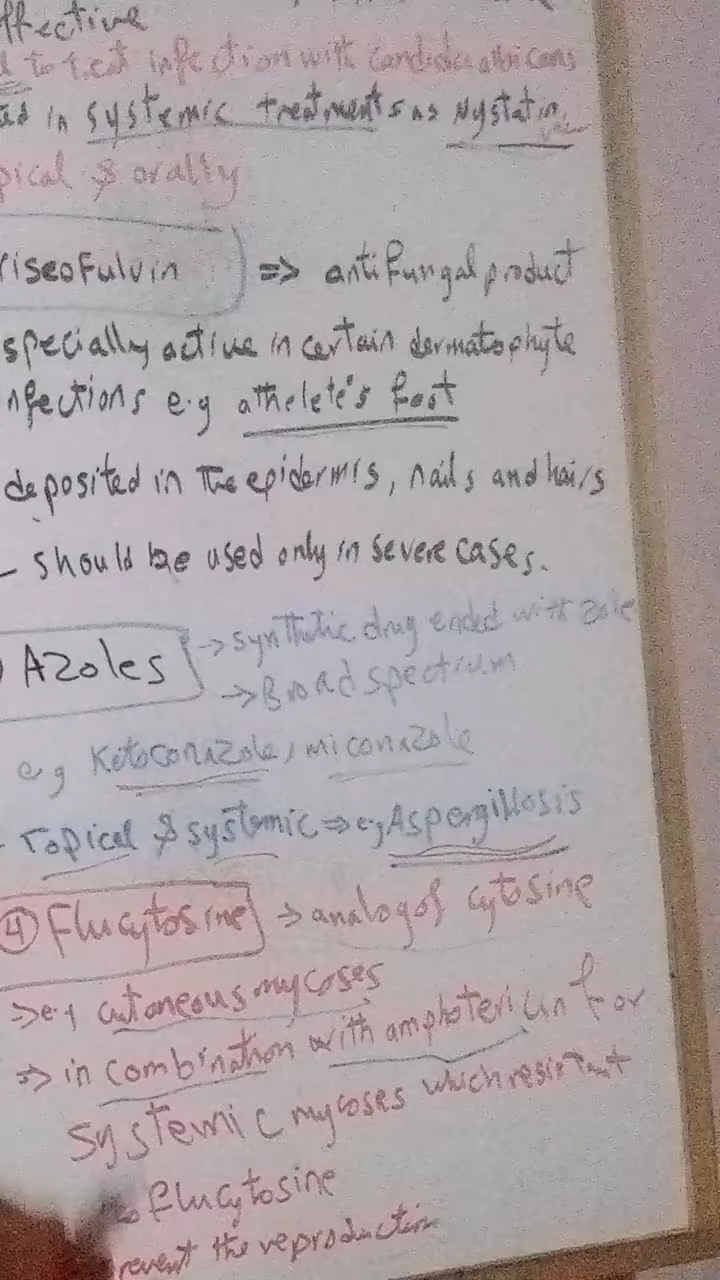 ffective
to treat infection with candida albicans
ed in systemic treatments as Nystatin
pical & orally
riseofulvin => antifungal product
specially active in certain dermatophyte
nfections e.g athelete's foot
deposited in the epidermis, nails and hairs
- should be used only in severe cases.
) Azoles -> synthetic drug ended with zole
-> Broad spectrum
e.g Ketoconazole, miconazole
- Topical & systemic => e.g Aspergillosis
④ Flucytosine => analog of cytosine
=> e.g cutaneous mycoses
=> in combination with amphotericin for
systemic mycoses which resistant
to flucytosine
revent the reproduction